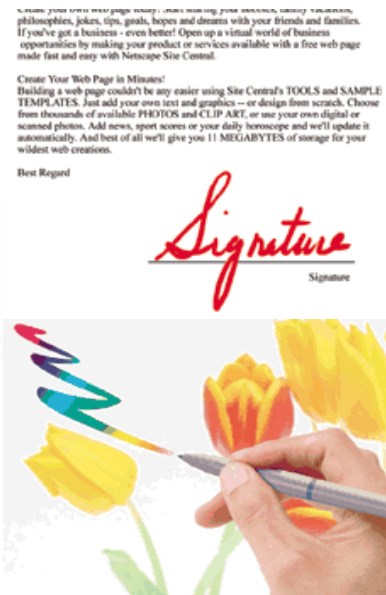 Create your own web page today! Start sharing your hobbies, family vacations,
philosophies, jokes, tips, goals, hopes and dreams with your friends and families.
If you've got a business - even better! Open up a virtual world of business
opportunities by making your product or services available with a free web page
made fast and easy with Netscape Site Central.
Create Your Web Page in Minutes!
Building a web page couldn't be any easier using Site Central's TOOLS and SAMPLE
TEMPLATES. Just add your own text and graphics -- or design from scratch. Choose
from thousands of available PHOTOS and CLIP ART, or use your own digital or
scanned photos. Add news, sport scores or your daily horoscope and we'll update it
automatically. And best of all we'll give you 11 MEGABYTES of storage for your
wildest web creations.
Best Regard
Signature
Signature